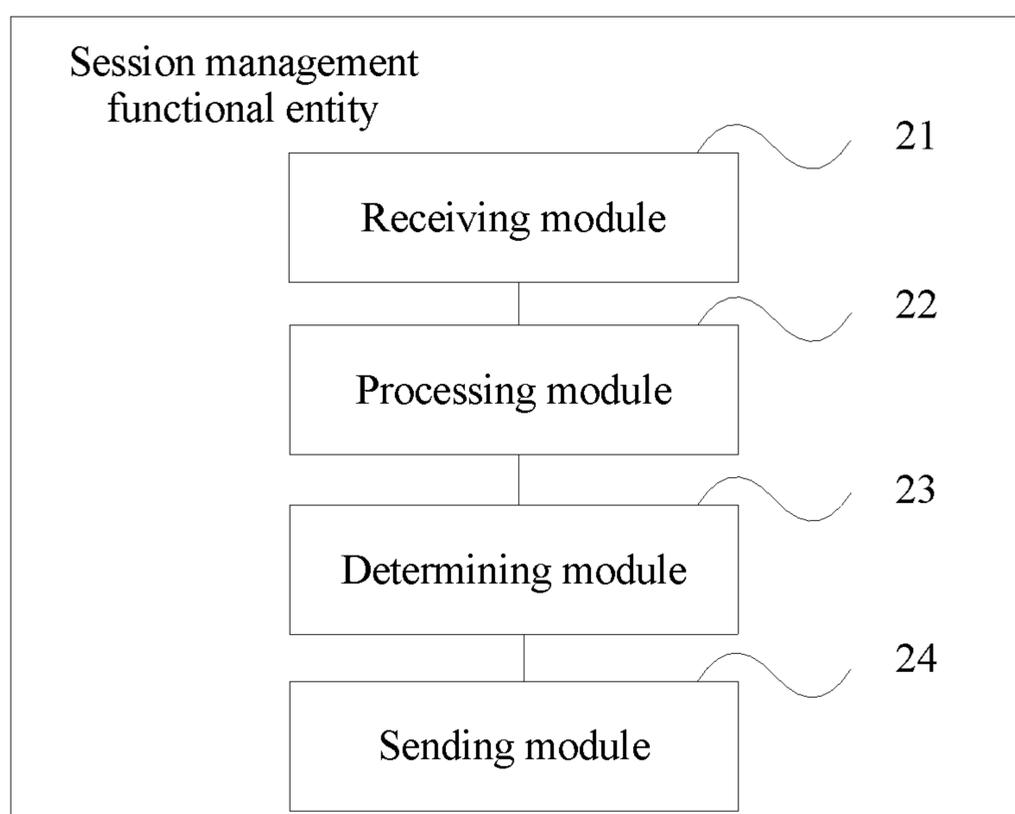 Session management
functional entity
21
Receiving module
22
Processing module
23
Determining module
24
Sending module